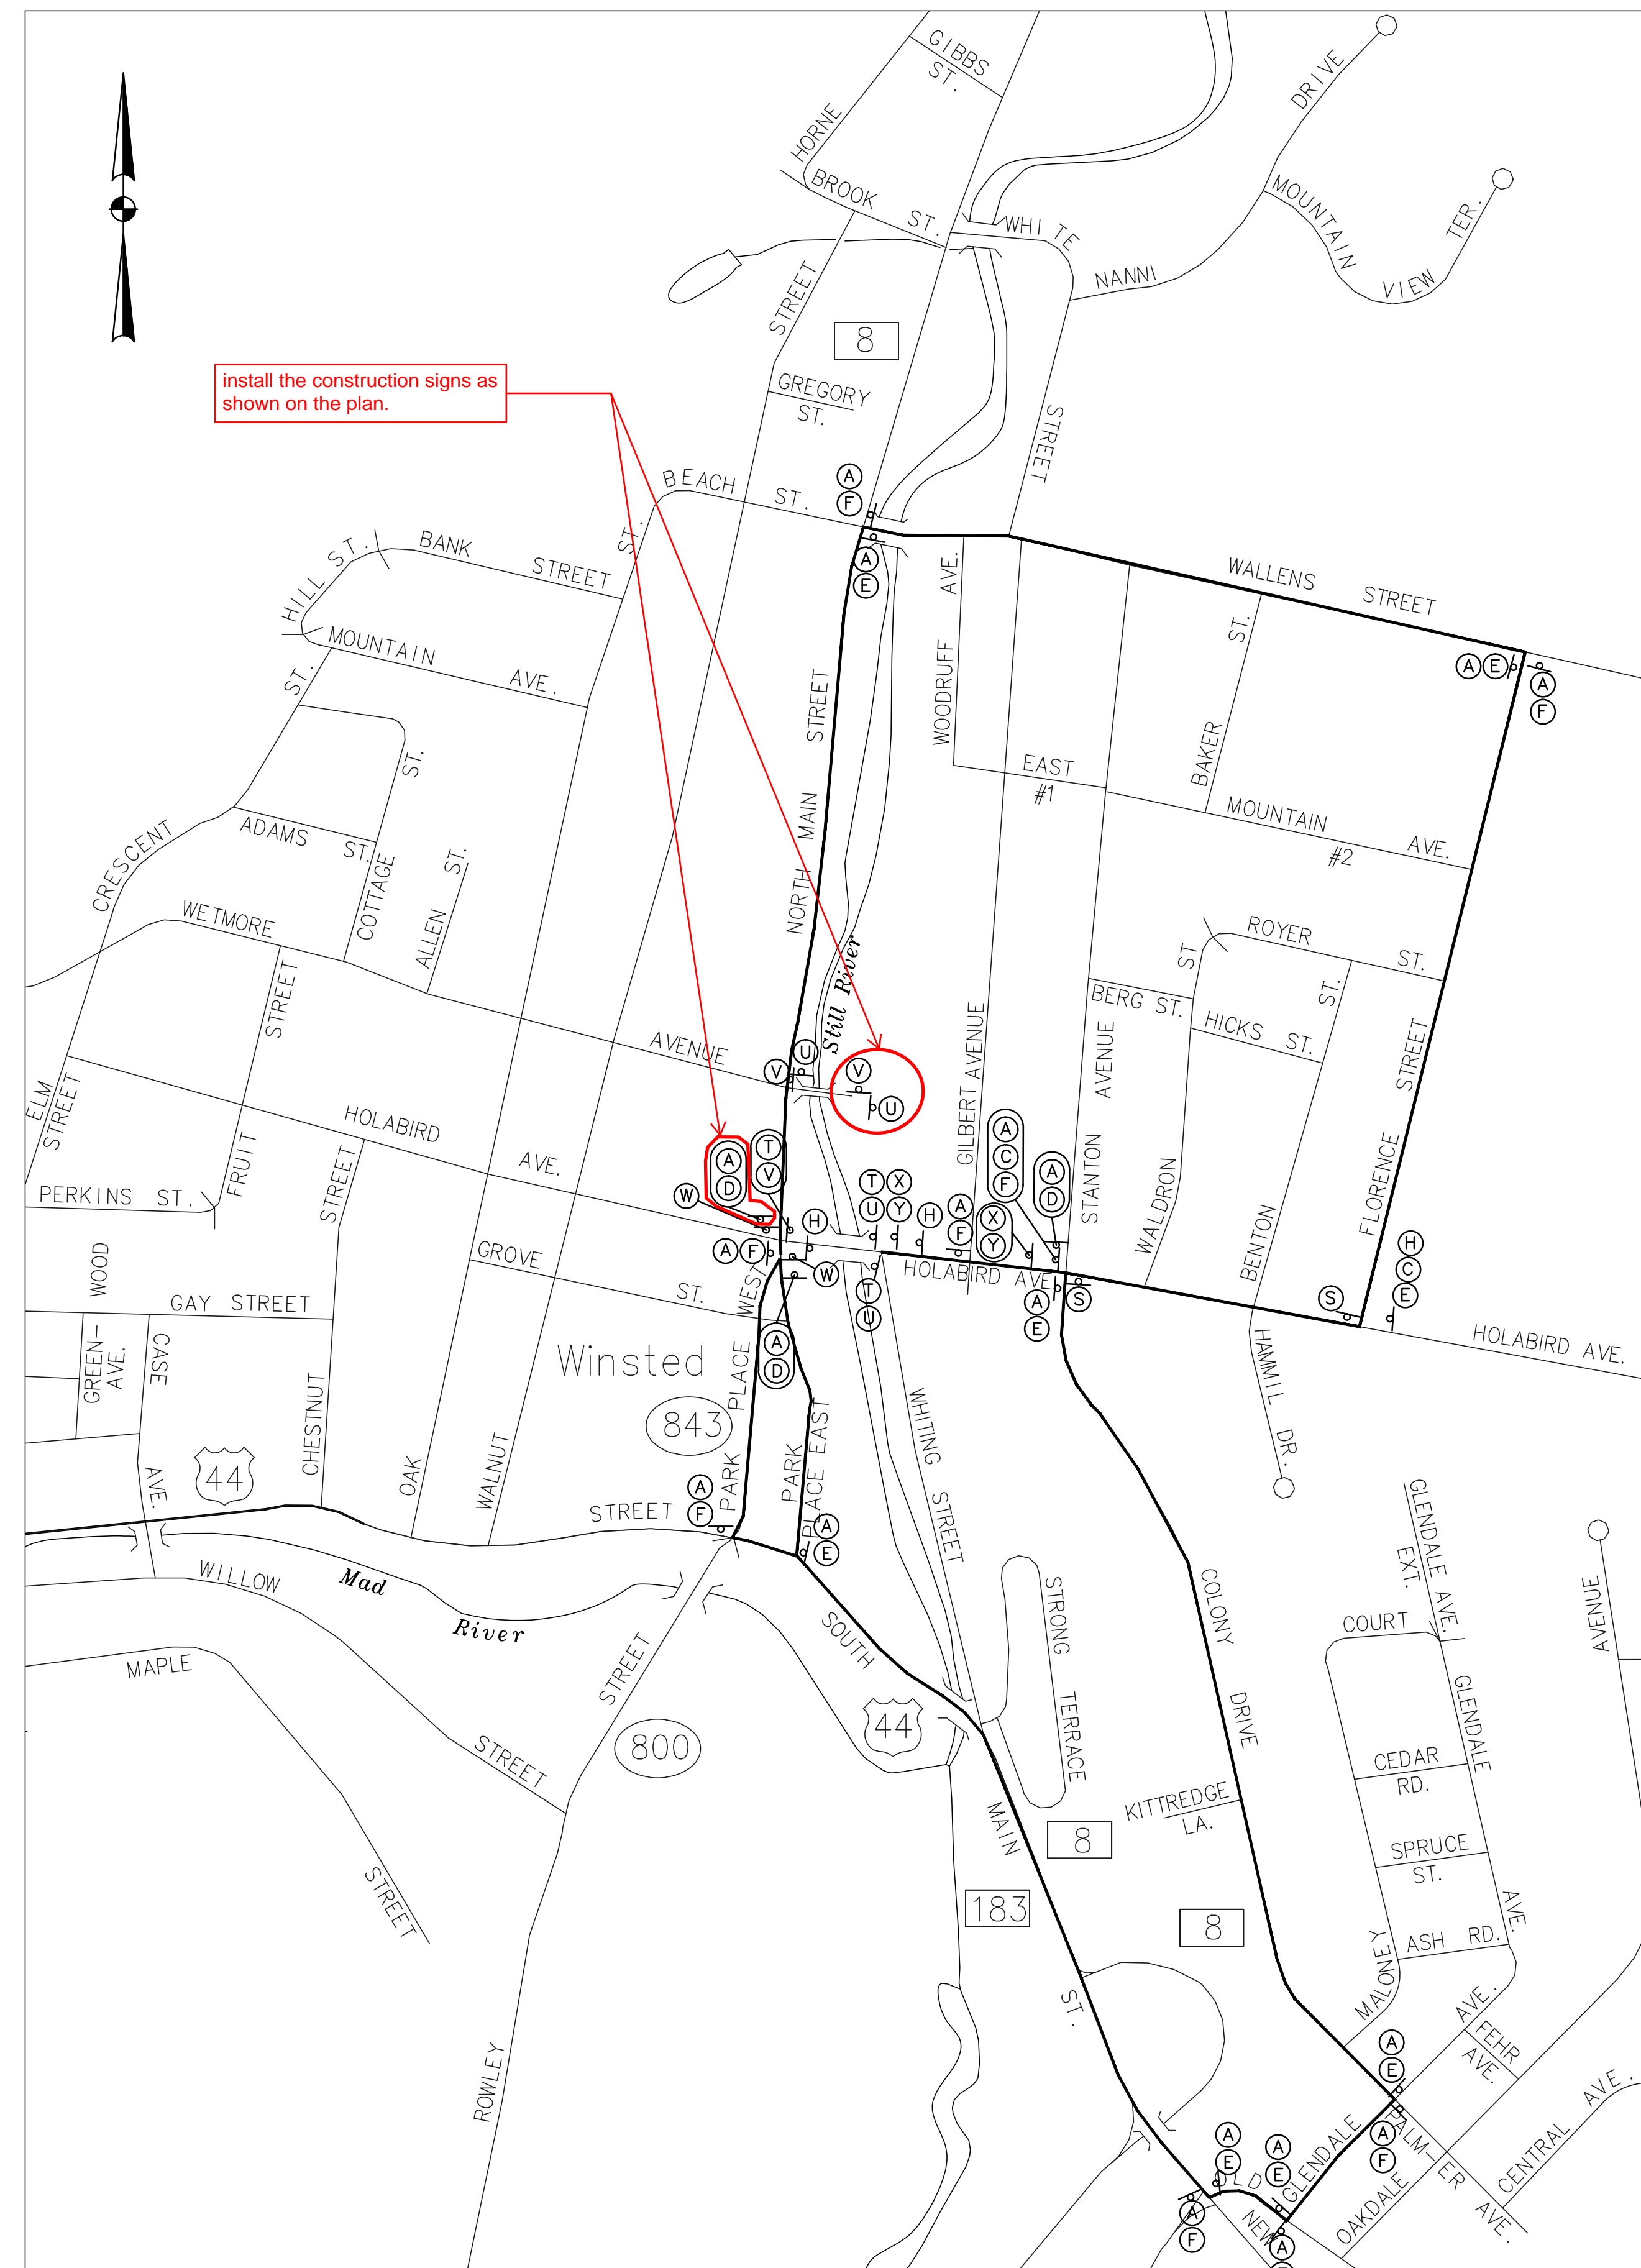 GIBBS
ST.
HORNE
BROOK ST.
DRIVE
MOUNTAIN
VIEW
TER.
WHITE
NANNI
STREET
8
install the construction signs as
shown on the plan.
GREGORY
ST.
STREET
BEACH ST.
A
F
A
E
ST.
HILL ST.
BANK STREET
MOUNTAIN AVE.
ST.
WALLENS STREET
A E
A
F
WOODRUFF AVE.
BAKER ST.
NORTH MAIN STREET
EAST
#1
MOUNTAIN AVE.
#2
CRESCENT
ADAMS ST.
COTTAGE
ST.
ALLEN ST.
WETMORE
AVENUE
STREET
FRUIT
ROYER ST.
ST
BERG ST.
HICKS ST.
ST.
Still River
GILBERT AVENUE
STANTON AVENUE
FLORENCE STREET
V
U
V
U
ELM
STREET
HOLABIRD AVE.
PERKINS ST.
STREET
A
D
T
V
W
H
A F
W
T
U
X
Y
H
A
F
X
Y
A
C
F
A
D
WALDRON
BENTON
H
C
E
S
S
A
E
T
U
HOLABIRD AVE
HOLABIRD AVE.
WOOD
GAY STREET
GREEN-
AVE.
CASE
AVE.
CHESTNUT
GROVE ST.
OAK
WALNUT
Winsted
843
A
D
PARK PLACE WEST
PARK
PLACE EAST
WHITING STREET
HAMMIL DR.
44
A
F
STREET
A
E
WILLOW
STREET
Mad
River
MAPLE
STREET
STREET
800
ROWLEY
SOUTH
44
MAIN
ST.
STRONG TERRACE
COLONY
DRIVE
KITTREDGE
LA.
8
183
8
GLENDALE AVE.
EXT.
COURT
GLENDALE
AVE.
AVENUE
CEDAR
RD.
SPRUCE
ST.
ASH RD.
MALONEY
AVE.
FEHR
AVE.
CENTRAL AVE.
A
E
A
F
PALM-ER
AVE.
OAKDALE
GLENDALE
OLD
NEW
A
E
A
E
A
F
A